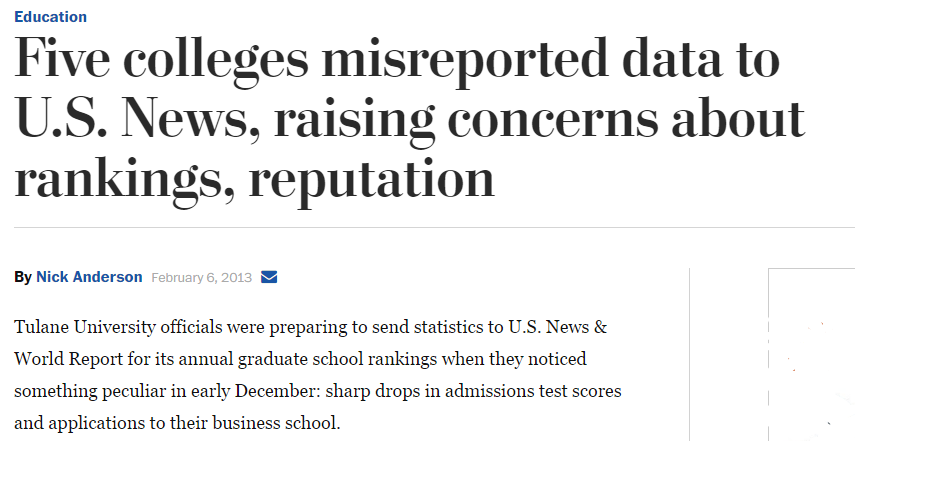 Education
Five colleges misreported data to
U.S. News, raising concerns about
rankings, reputation
By Nick Anderson February 6, 2013
Tulane University officials were preparing to send statistics to U.S. News &
World Report for its annual graduate school rankings when they noticed
something peculiar in early December: sharp drops in admissions test scores
and applications to their business school.